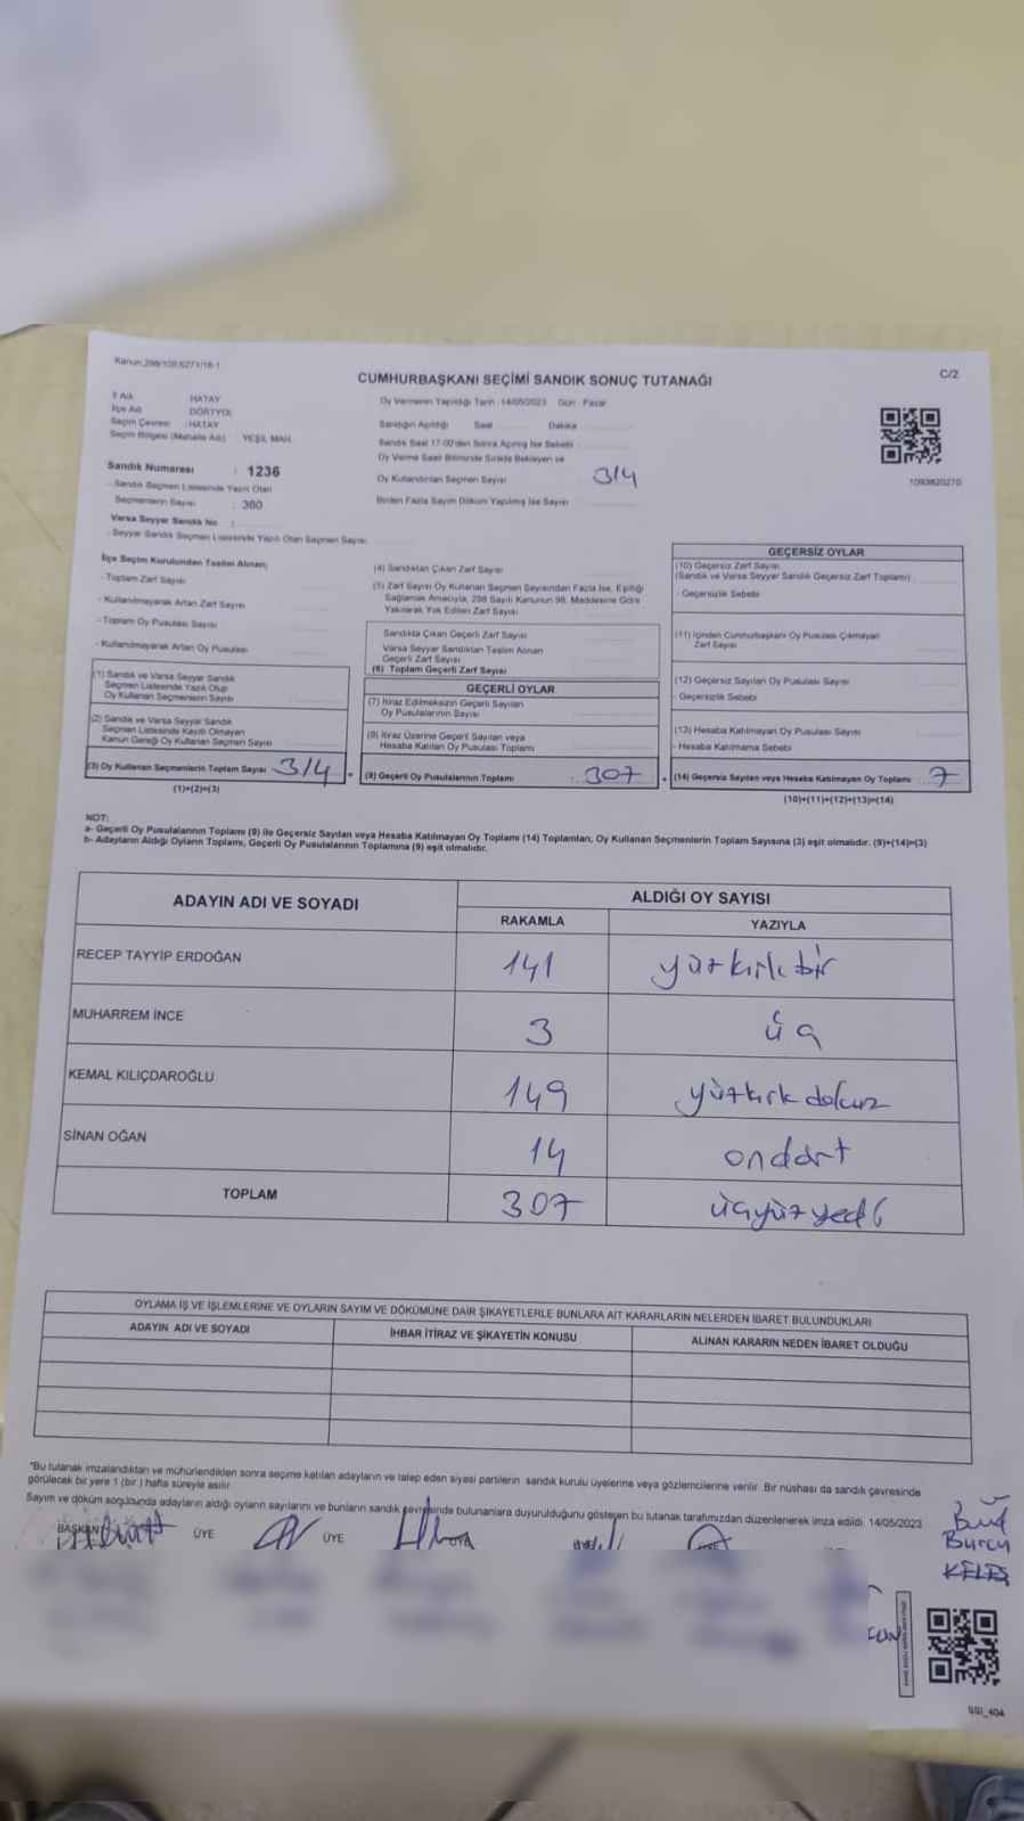 CUMHURBAŞKANI SEÇİMİ SANDIK SONUÇ TUTANAĞI
C/2
İl Adı HATAY
İlçe Adı DÖRTYOL
Seçim Çevresi : HATAY
Seçim Bölgesi (Mahalle Adı) YEŞİL MAH.
Oy Vermenin Yapıldığı Tarih : 14/05/2023 Gün : Pazar
Sandığın Açıldığı Saat Dakika
Sandık Saat 17:00'den Sonra Açılmış İse Sebebi
Oy Verme Saati Bitiminde Sırada Bekleyen ve
Oy Kullandırılan Seçmen Sayısı 314
Birden Fazla Sayım Döküm Yapılmış İse Sayısı
1093620210
Sandık Numarası : 1236
- Sandık Seçmen Listesinde Yazılı Olan
Seçmenlerin Sayısı : 360
Varsa Seyyar Sandık No :
- Seyyar Sandık Seçmen Listesinde Yazılı Olan Seçmen Sayısı
İlçe Seçim Kurulundan Teslim Alınan;
- Toplam Zarf Sayısı
- Kullanılmayarak Artan Zarf Sayısı
- Toplam Oy Pusulası Sayısı
- Kullanılmayarak Artan Oy Pusulası
(1) Sandık ve Varsa Seyyar Sandık
Seçmen Listesinde Yazılı Olup
Oy Kullanan Seçmenlerin Sayısı
(2) Sandık ve Varsa Seyyar Sandık
Seçmen Listesinde Kayıtlı Olmayan
Kanun Gereği Oy Kullanan Seçmen Sayısı
(3) Oy Kullanan Seçmenlerin Toplam Sayısı 314
(1)+(2)=(3)
(4) Sandıktan Çıkan Zarf Sayısı
(5) Zarf Sayısı Oy Kullanan Seçmen Sayısından Fazla İse, Eşitliği
Sağlamak Amacıyla, 298 Sayılı Kanunun 98. Maddesine Göre
Yakılarak Yok Edilen Zarf Sayısı
Sandıkta Çıkan Geçerli Zarf Sayısı
Varsa Seyyar Sandıktan Teslim Alınan
Geçerli Zarf Sayısı
(6) Toplam Geçerli Zarf Sayısı
GEÇERLİ OYLAR
(7) İtiraz Edilmeksizin Geçerli Sayılan
Oy Pusulalarının Sayısı
(8) İtiraz Üzerine Geçerli Sayılan veya
Hesaba Katılan Oy Pusulası Toplamı
(9) Geçerli Oy Pusulalarının Toplamı : 307
GEÇERSİZ OYLAR
(10) Geçersiz Zarf Sayısı
(Sandık ve Varsa Seyyar Sandık Geçersiz Zarf Toplamı)
- Geçersizlik Sebebi
(11) İçinden Cumhurbaşkanı Oy Pusulası Çıkmayan
Zarf Sayısı
(12) Geçersiz Sayılan Oy Pusulası Sayısı
- Geçersizlik Sebebi
(13) Hesaba Katılmayan Oy Pusulası Sayısı
- Hesaba Katılmama Sebebi
(14) Geçersiz Sayılan veya Hesaba Katılmayan Oy Toplamı 7
(10)+(11)+(12)+(13)=(14)
NOT:
a- Geçerli Oy Pusulalarının Toplamı (9) ile Geçersiz Sayılan veya Hesaba Katılmayan Oy Toplamı (14) Toplamları, Oy Kullanan Seçmenlerin Toplam Sayısına (3) eşit olmalıdır. (9)+(14)=(3)
b- Adayların Aldığı Oyların Toplamı, Geçerli Oy Pusulalarının Toplamına (9) eşit olmalıdır.
ADAYIN ADI VE SOYADI
ALDIĞI OY SAYISI
RAKAMLA YAZIYLA
RECEP TAYYİP ERDOĞAN 141 yüzkırkbir
MUHARREM İNCE 3 üç
KEMAL KILIÇDAROĞLU 149 yüzkırk dokuz
SİNAN OĞAN 14 ondört
TOPLAM 307 üçyüz yedi
OYLAMA İŞ VE İŞLEMLERİNE VE OYLARIN SAYIM VE DÖKÜMÜNE DAİR ŞİKAYETLERLE BUNLARA AİT KARARLARIN NELERDEN İBARET BULUNDUKLARI
ADAYIN ADI VE SOYADI İHBAR İTİRAZ VE ŞİKAYETİN KONUSU ALINAN KARARIN NEDEN İBARET OLDUĞU
*Bu tutanak imzalandıktan ve mühürlendikten sonra seçime katılan adayların ve talep eden siyasi partilerin sandık kurulu üyelerine veya gözlemcilerine verilir. Bir nüshası da sandık çevresinde
görülecek bir yere 1 (bir) hafta süreyle asılır.
Sayım ve döküm sonucunda adayların aldığı oyların sayılarını ve bunların sandık çevresinde bulunanlara duyurulduğunu gösteren bu tutanak tarafımızdan düzenlenerek imza edildi. 14/05/2023
BAŞKAN ÜYE ÜYE
Burcu
KELEŞ